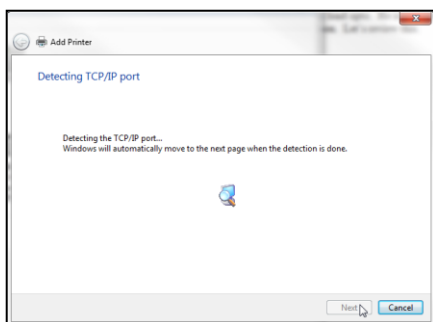 Add Printer
Detecting TCP/IP port
Detecting the TCP/IP port...
Windows will automatically move to the next page when the detection is done.
Next
Cancel